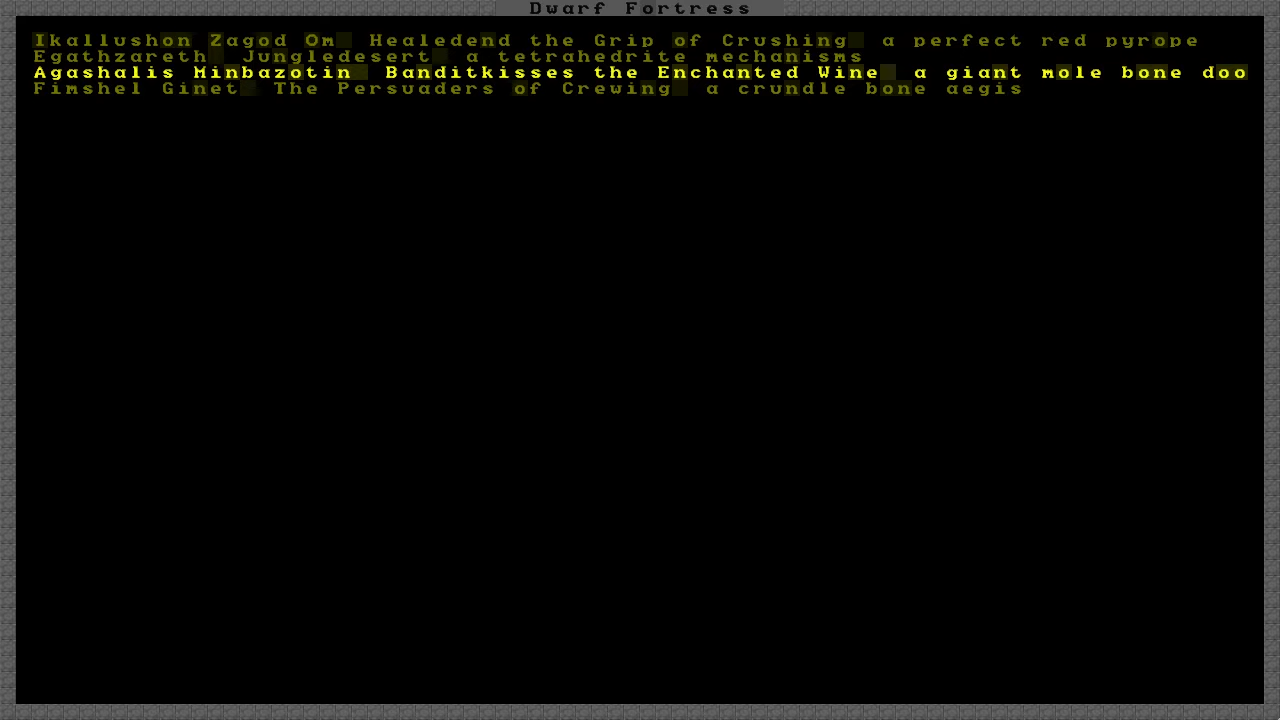 Dwarf Fortress
Ikallushon Zagod Om Healedend the Grip of Crushing a perfect red pyrope
Egathzareth Jungledesert a tetrahedrite mechanisms
Agashalis Minbazotin Banditkisses the Enchanted Wine a giant mole bone doo
Fimshel Ginet The Persuaders of Crewing a crundle bone aegis